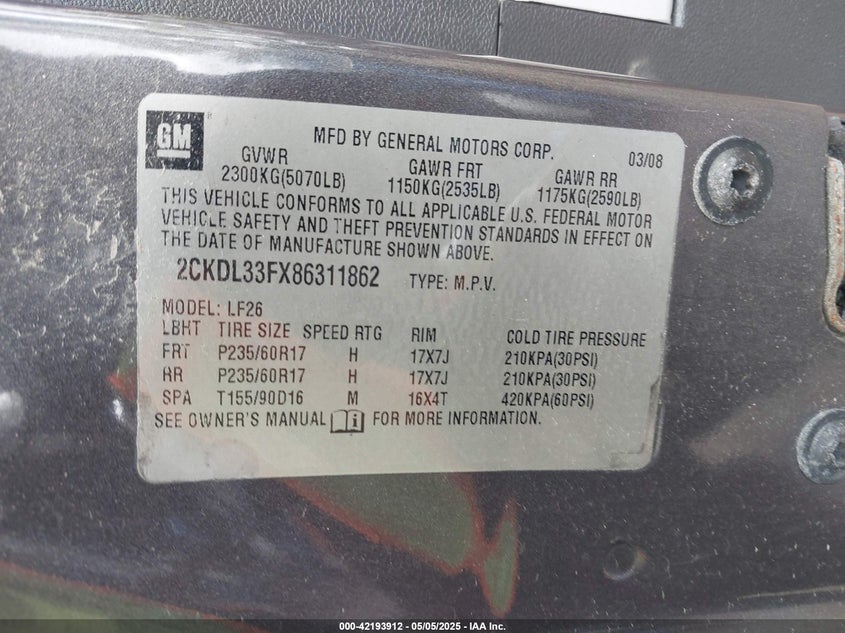 GM
MFD BY GENERAL MOTORS CORP. 03/08
GVWR GAWR FRT GAWR RR
2300KG(5070LB) 1150KG(2535LB) 1175KG(2590LB)
THIS VEHICLE CONFORMS TO ALL APPLICABLE U.S. FEDERAL MOTOR
VEHICLE SAFETY AND THEFT PREVENTION STANDARDS IN EFFECT ON
THE DATE OF MANUFACTURE SHOWN ABOVE.
2CKDL33FX86311862 TYPE: M.P.V.
MODEL: LF26
LBHT TIRE SIZE SPEED RTG RIM COLD TIRE PRESSURE
FRT P235/60R17 H 17X7J 210KPA(30PSI)
RR P235/60R17 H 17X7J 210KPA(30PSI)
SPA T155/90D16 M 16X4T 420KPA(60PSI)
SEE OWNER'S MANUAL i FOR MORE INFORMATION.
000-42193912 - 05/05/2025 - IAA Inc.